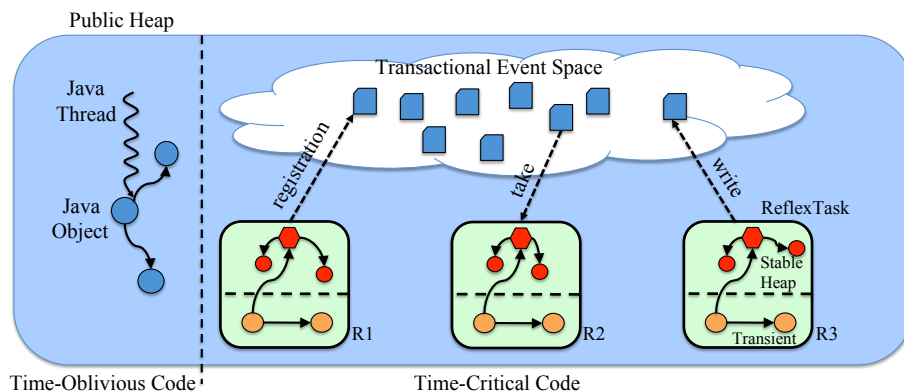 Public Heap
Transactional Event Space
Java
Thread
registration
take
write
Java
Object
ReflexTask
Stable
Heap
Transient
R1
R2
R3
Time-Oblivious Code
Time-Critical Code